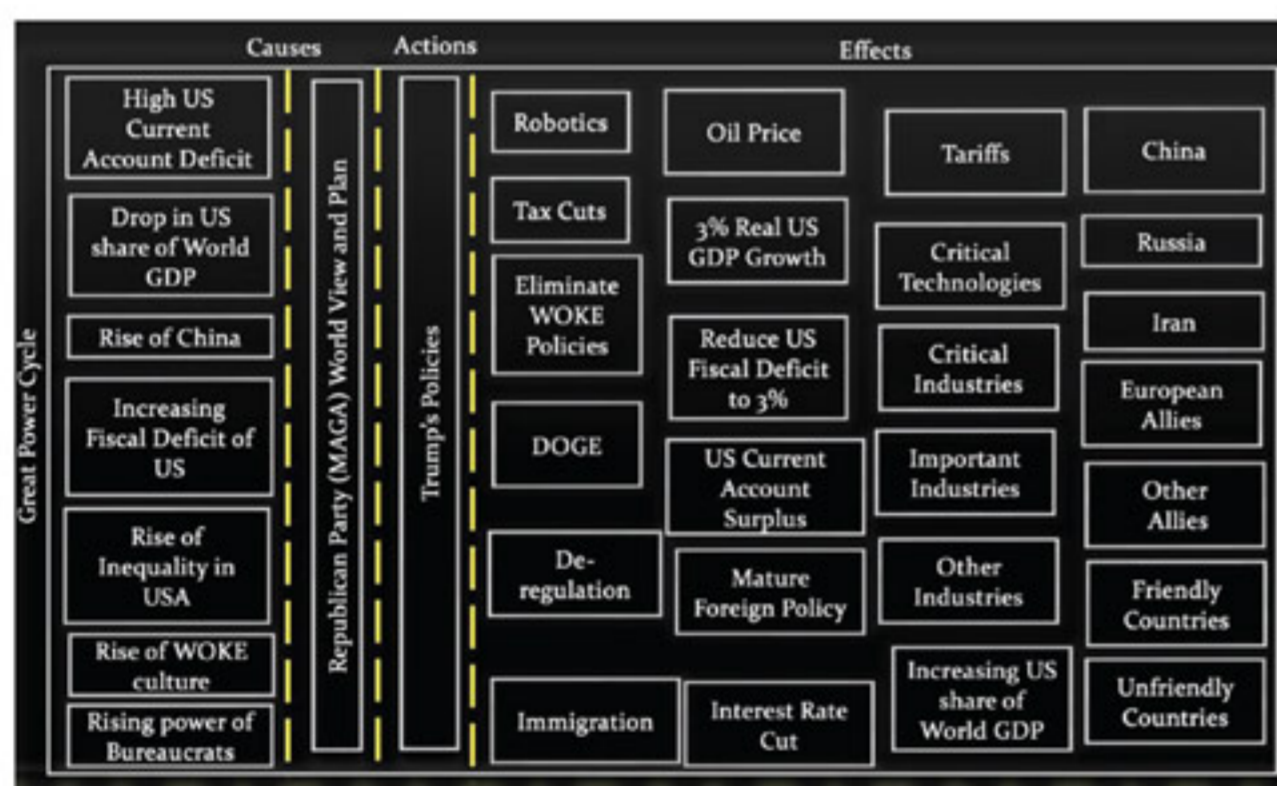 Causes
Actions
Effects
Great Power Cycle
High US
Current
Account Deficit
Drop in US
share of World
GDP
Rise of China
Increasing
Fiscal Deficit of
US
Rise of
Inequality in
USA
Rise of WOKE
culture
Rising power of
Bureaucrats
Republican Party (MAGA) World View and Plan
Trump's Policies
Robotics
Tax Cuts
Eliminate
WOKE
Policies
DOGE
De-
regulation
Immigration
Oil Price
3% Real US
GDP Growth
Reduce US
Fiscal Deficit
to 3%
US Current
Account
Surplus
Mature
Foreign Policy
Interest Rate
Cut
Tariffs
Critical
Technologies
Critical
Industries
Important
Industries
Other
Industries
Increasing US
share of
World GDP
China
Russia
Iran
European
Allies
Other
Allies
Friendly
Countries
Unfriendly
Countries